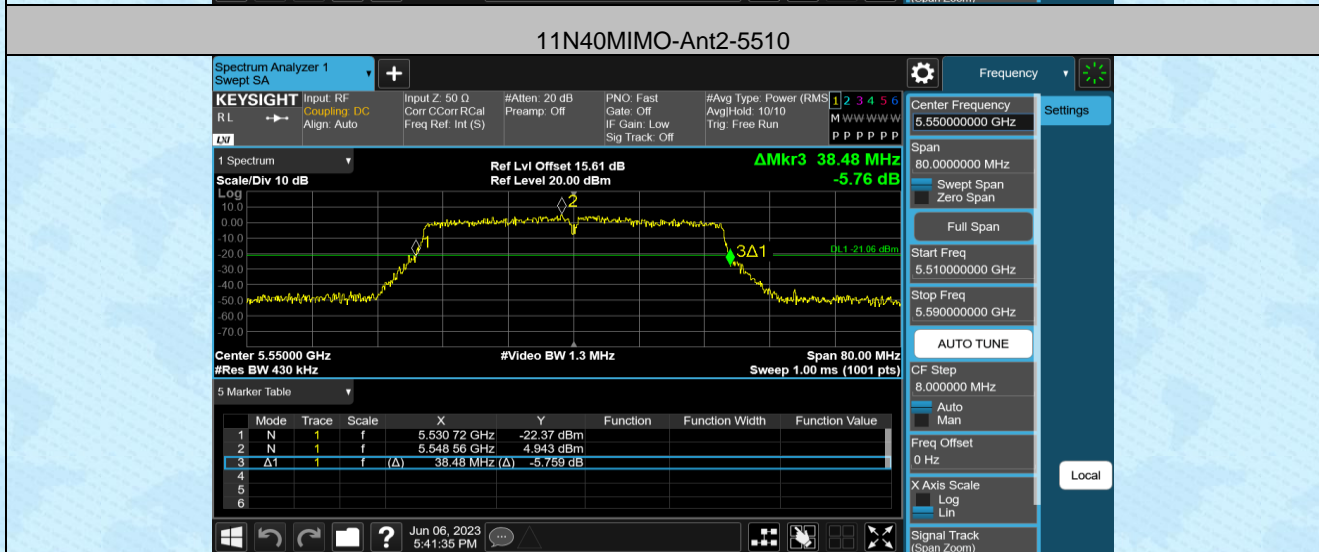 (Span Zoom)
11N40MIMO-Ant2-5510
Spectrum Analyzer 1
Swept SA
+
Frequency
KEYSIGHT
R L
LXI
Input: RF
Coupling: DC
Align: Auto
Input Z: 50 Ω
Corr CCorr RCal
Freq Ref: Int (S)
#Atten: 20 dB
Preamp: Off
PNO: Fast
Gate: Off
IF Gain: Low
Sig Track: Off
#Avg Type: Power (RMS
Avg|Hold: 10/10
Trig: Free Run
1 2 3 4 5 6
M W W W W W
P P P P P P
Center Frequency
5.550000000 GHz
Settings
1 Spectrum
Ref Lvl Offset 15.61 dB
ΔMkr3 38.48 MHz
Scale/Div 10 dB
Ref Level 20.00 dBm
-5.76 dB
Log
10.0
0.00
-10.0
-20.0
-30.0
-40.0
-50.0
-60.0
-70.0
1
2
3Δ1
DL1 -21.06 dBm
Center 5.55000 GHz
#Video BW 1.3 MHz
Span 80.00 MHz
#Res BW 430 kHz
Sweep 1.00 ms (1001 pts)
Span
80.0000000 MHz
Swept Span
Zero Span
Full Span
Start Freq
5.510000000 GHz
Stop Freq
5.590000000 GHz
AUTO TUNE
CF Step
8.000000 MHz
Auto
Man
Freq Offset
0 Hz
X Axis Scale
Log
Lin
Signal Track
(Span Zoom)
Local
5 Marker Table
Mode Trace Scale X Y Function Function Width Function Value
1 N 1 f 5.530 72 GHz -22.37 dBm
2 N 1 f 5.548 56 GHz 4.943 dBm
3 Δ1 1 f (Δ) 38.48 MHz (Δ) -5.759 dB
4
5
6
?
Jun 06, 2023
5:41:35 PM